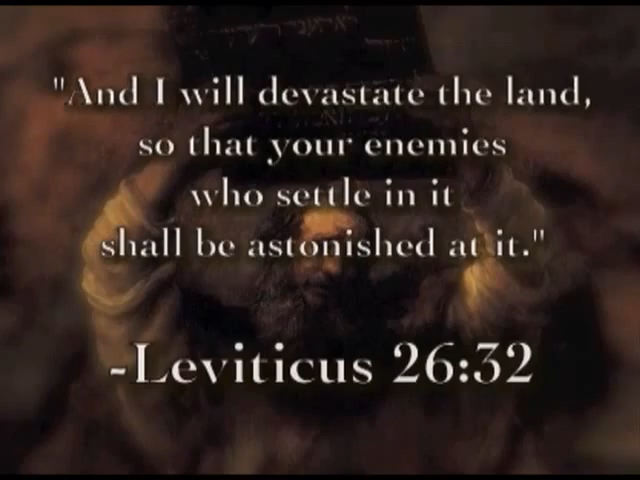 "And I will devastate the land,
so that your enemies
who settle in it
shall be astonished at it."
-Leviticus 26:32